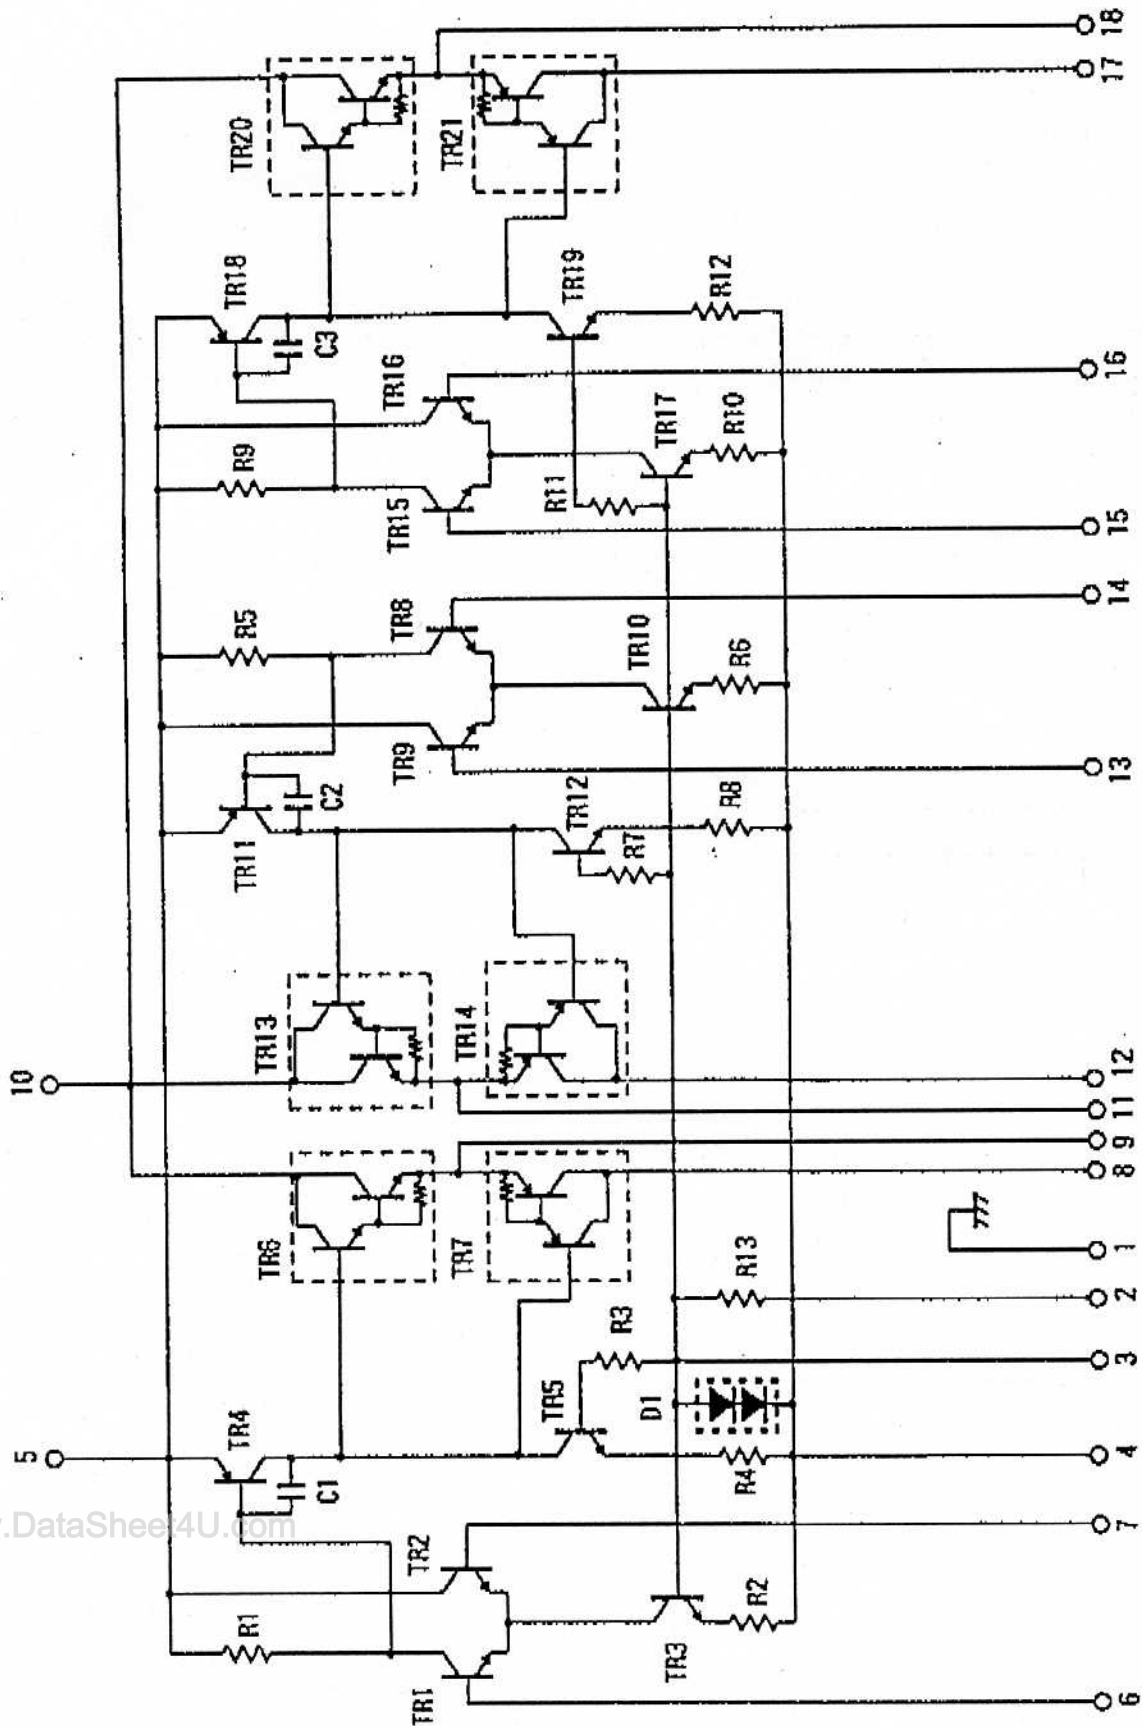 10
5
TR20
TR21
TR18
C3
TR19
R12
TR16
R9
TR15
R11
TR17
R10
R5
TR8
TR9
TR10
R6
TR11
C2
TR12
R7
R8
TR13
TR14
TR6
TR7
R13
R3
TR4
C1
TR5
D1
R4
TR2
R1
TR1
TR3
R2
6
7
4
3
2
1
8
9
11
12
13
14
15
16
17
18
.DataSheet4U.com